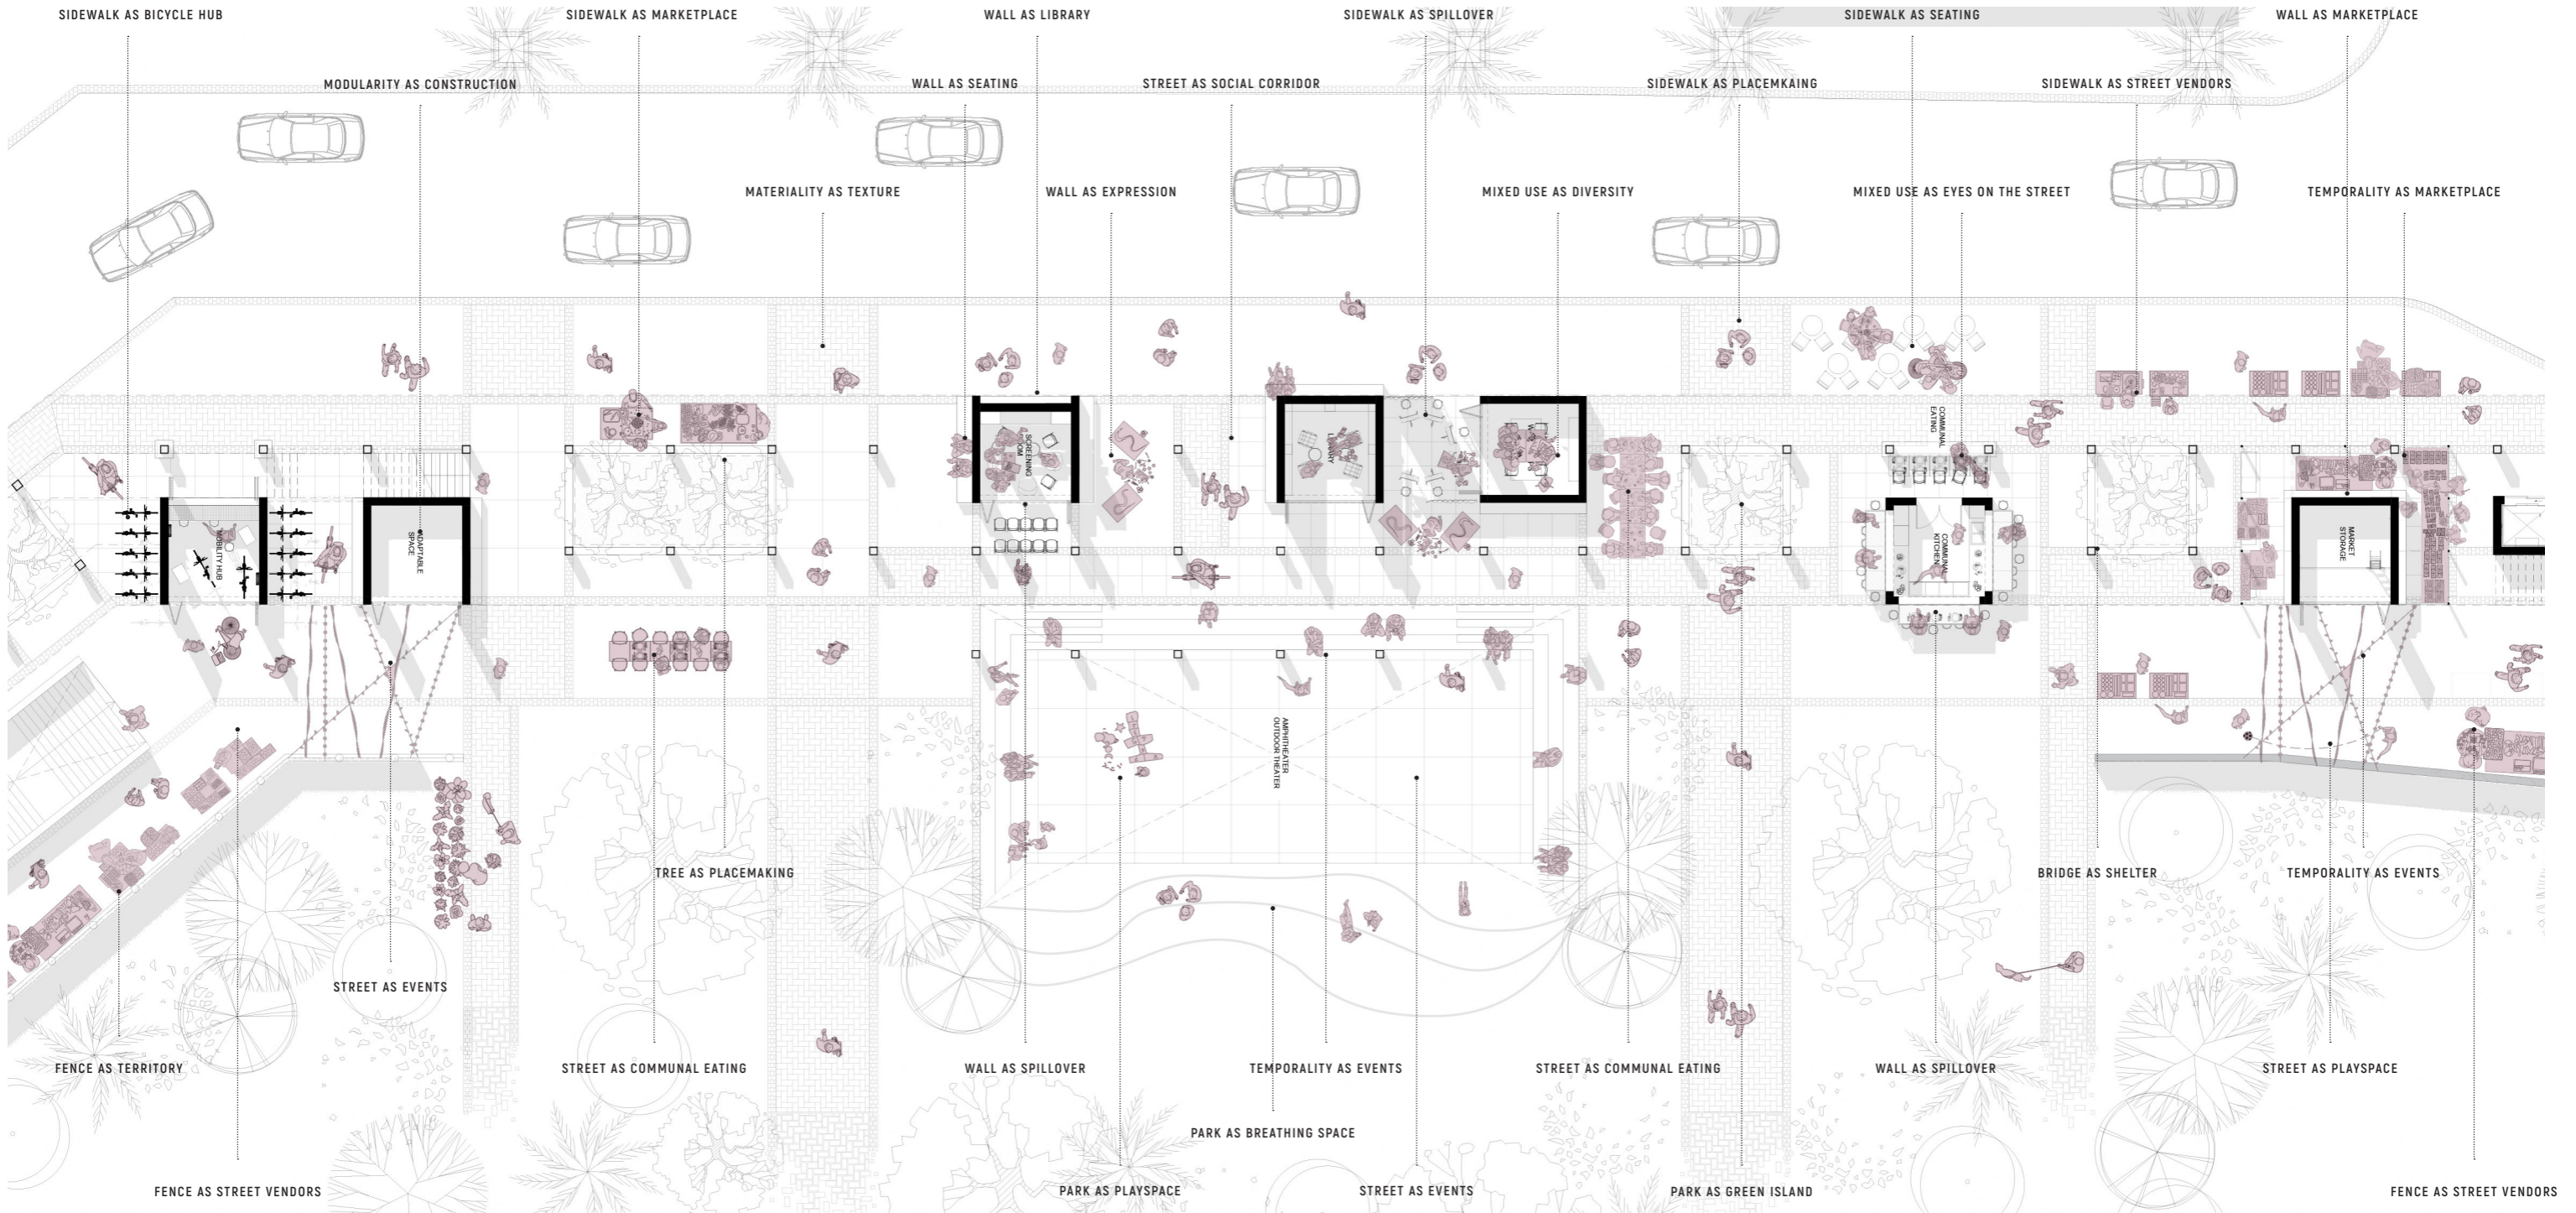 SIDEWALK AS BICYCLE HUB
SIDEWALK AS MARKETPLACE
WALL AS LIBRARY
SIDEWALK AS SPILLOVER
SIDEWALK AS SEATING
WALL AS MARKETPLACE
MODULARITY AS CONSTRUCTION
WALL AS SEATING
STREET AS SOCIAL CORRIDOR
SIDEWALK AS PLACEMKAING
SIDEWALK AS STREET VENDORS
MATERIALITY AS TEXTURE
WALL AS EXPRESSION
MIXED USE AS DIVERSITY
MIXED USE AS EYES ON THE STREET
TEMPORALITY AS MARKETPLACE
MOBILITY HUB
ADAPTABLE
SPACE
SCREENING
ROOM
LIBRARY
COMMUNAL
EATING
COMMUNAL
KITCHEN
MARKET
STORAGE
AMPHITHEATER
OUTDOOR THEATER
TREE AS PLACEMAKING
BRIDGE AS SHELTER
TEMPORALITY AS EVENTS
STREET AS EVENTS
FENCE AS TERRITORY
STREET AS COMMUNAL EATING
WALL AS SPILLOVER
TEMPORALITY AS EVENTS
STREET AS COMMUNAL EATING
WALL AS SPILLOVER
STREET AS PLAYSPACE
PARK AS BREATHING SPACE
FENCE AS STREET VENDORS
PARK AS PLAYSPACE
STREET AS EVENTS
PARK AS GREEN ISLAND
FENCE AS STREET VENDORS